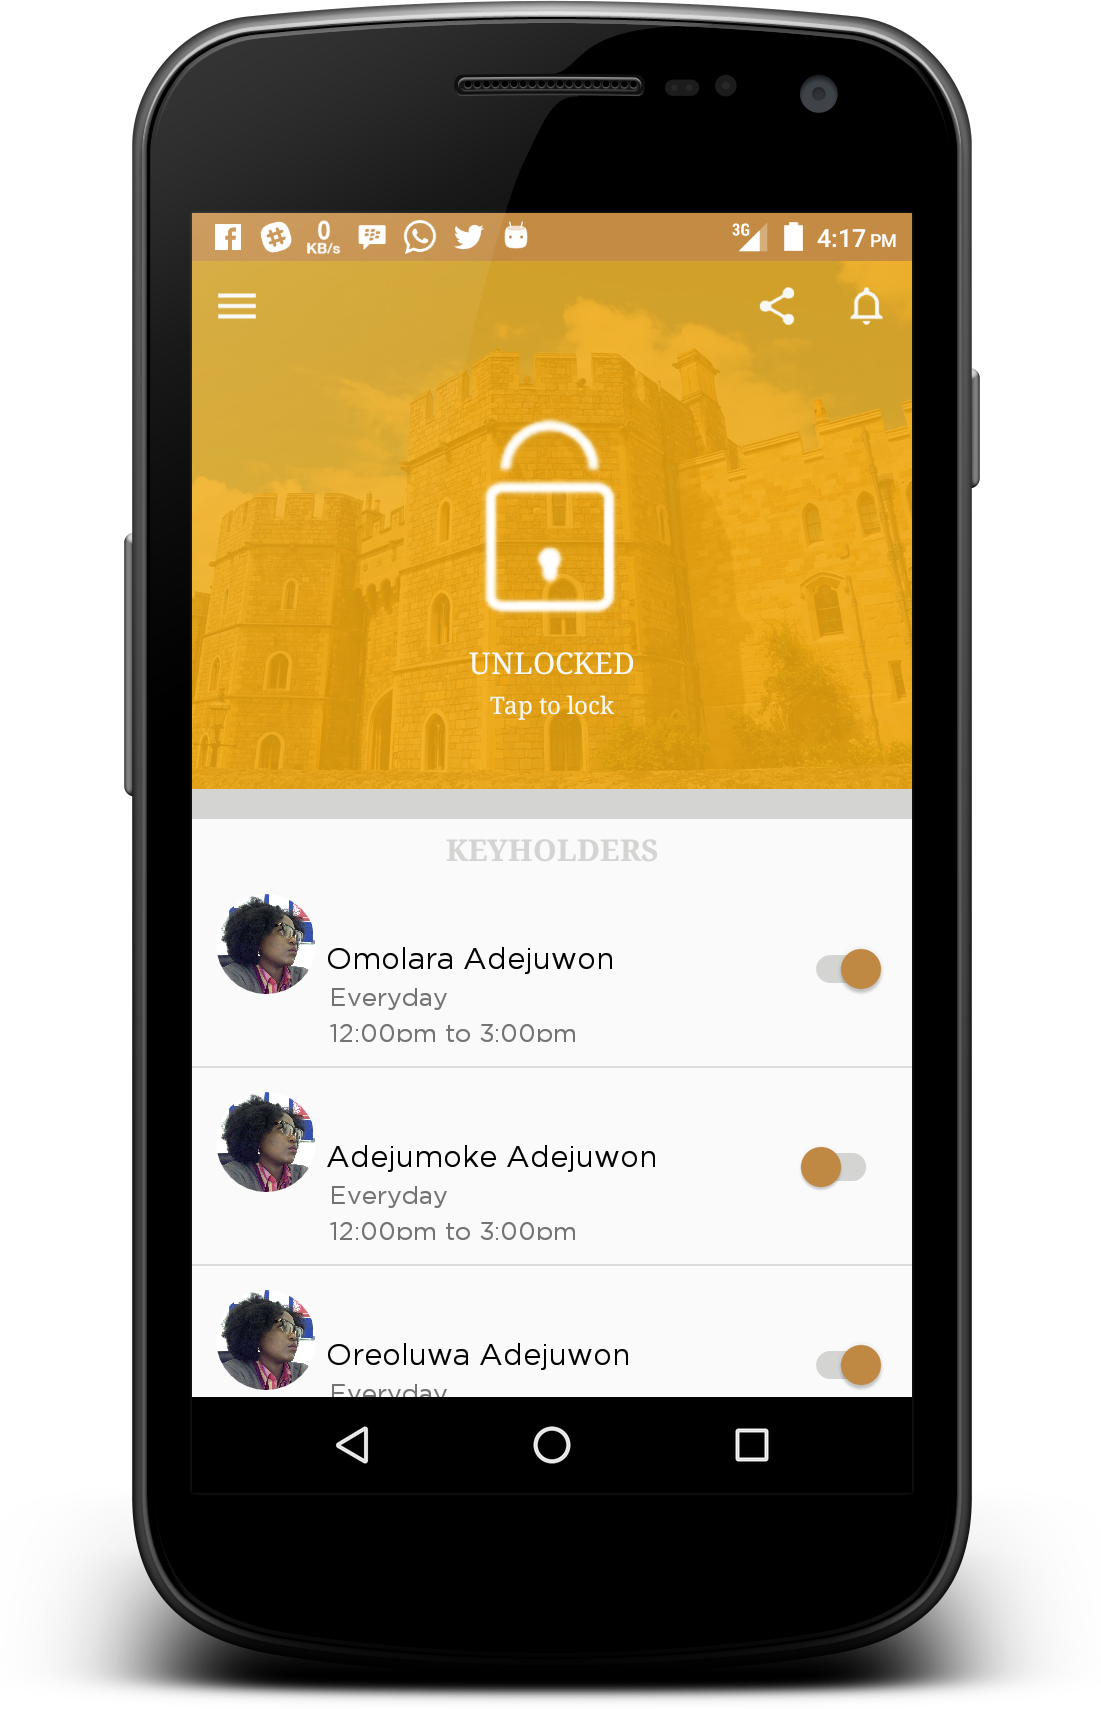 0
KB/s
3G
4:17 PM
UNLOCKED
Tap to lock
KEYHOLDERS
Omolara Adejuwon
Everyday
12:00pm to 3:00pm
Adejumoke Adejuwon
Everyday
12:00pm to 3:00pm
Oreoluwa Adejuwon
Everyday